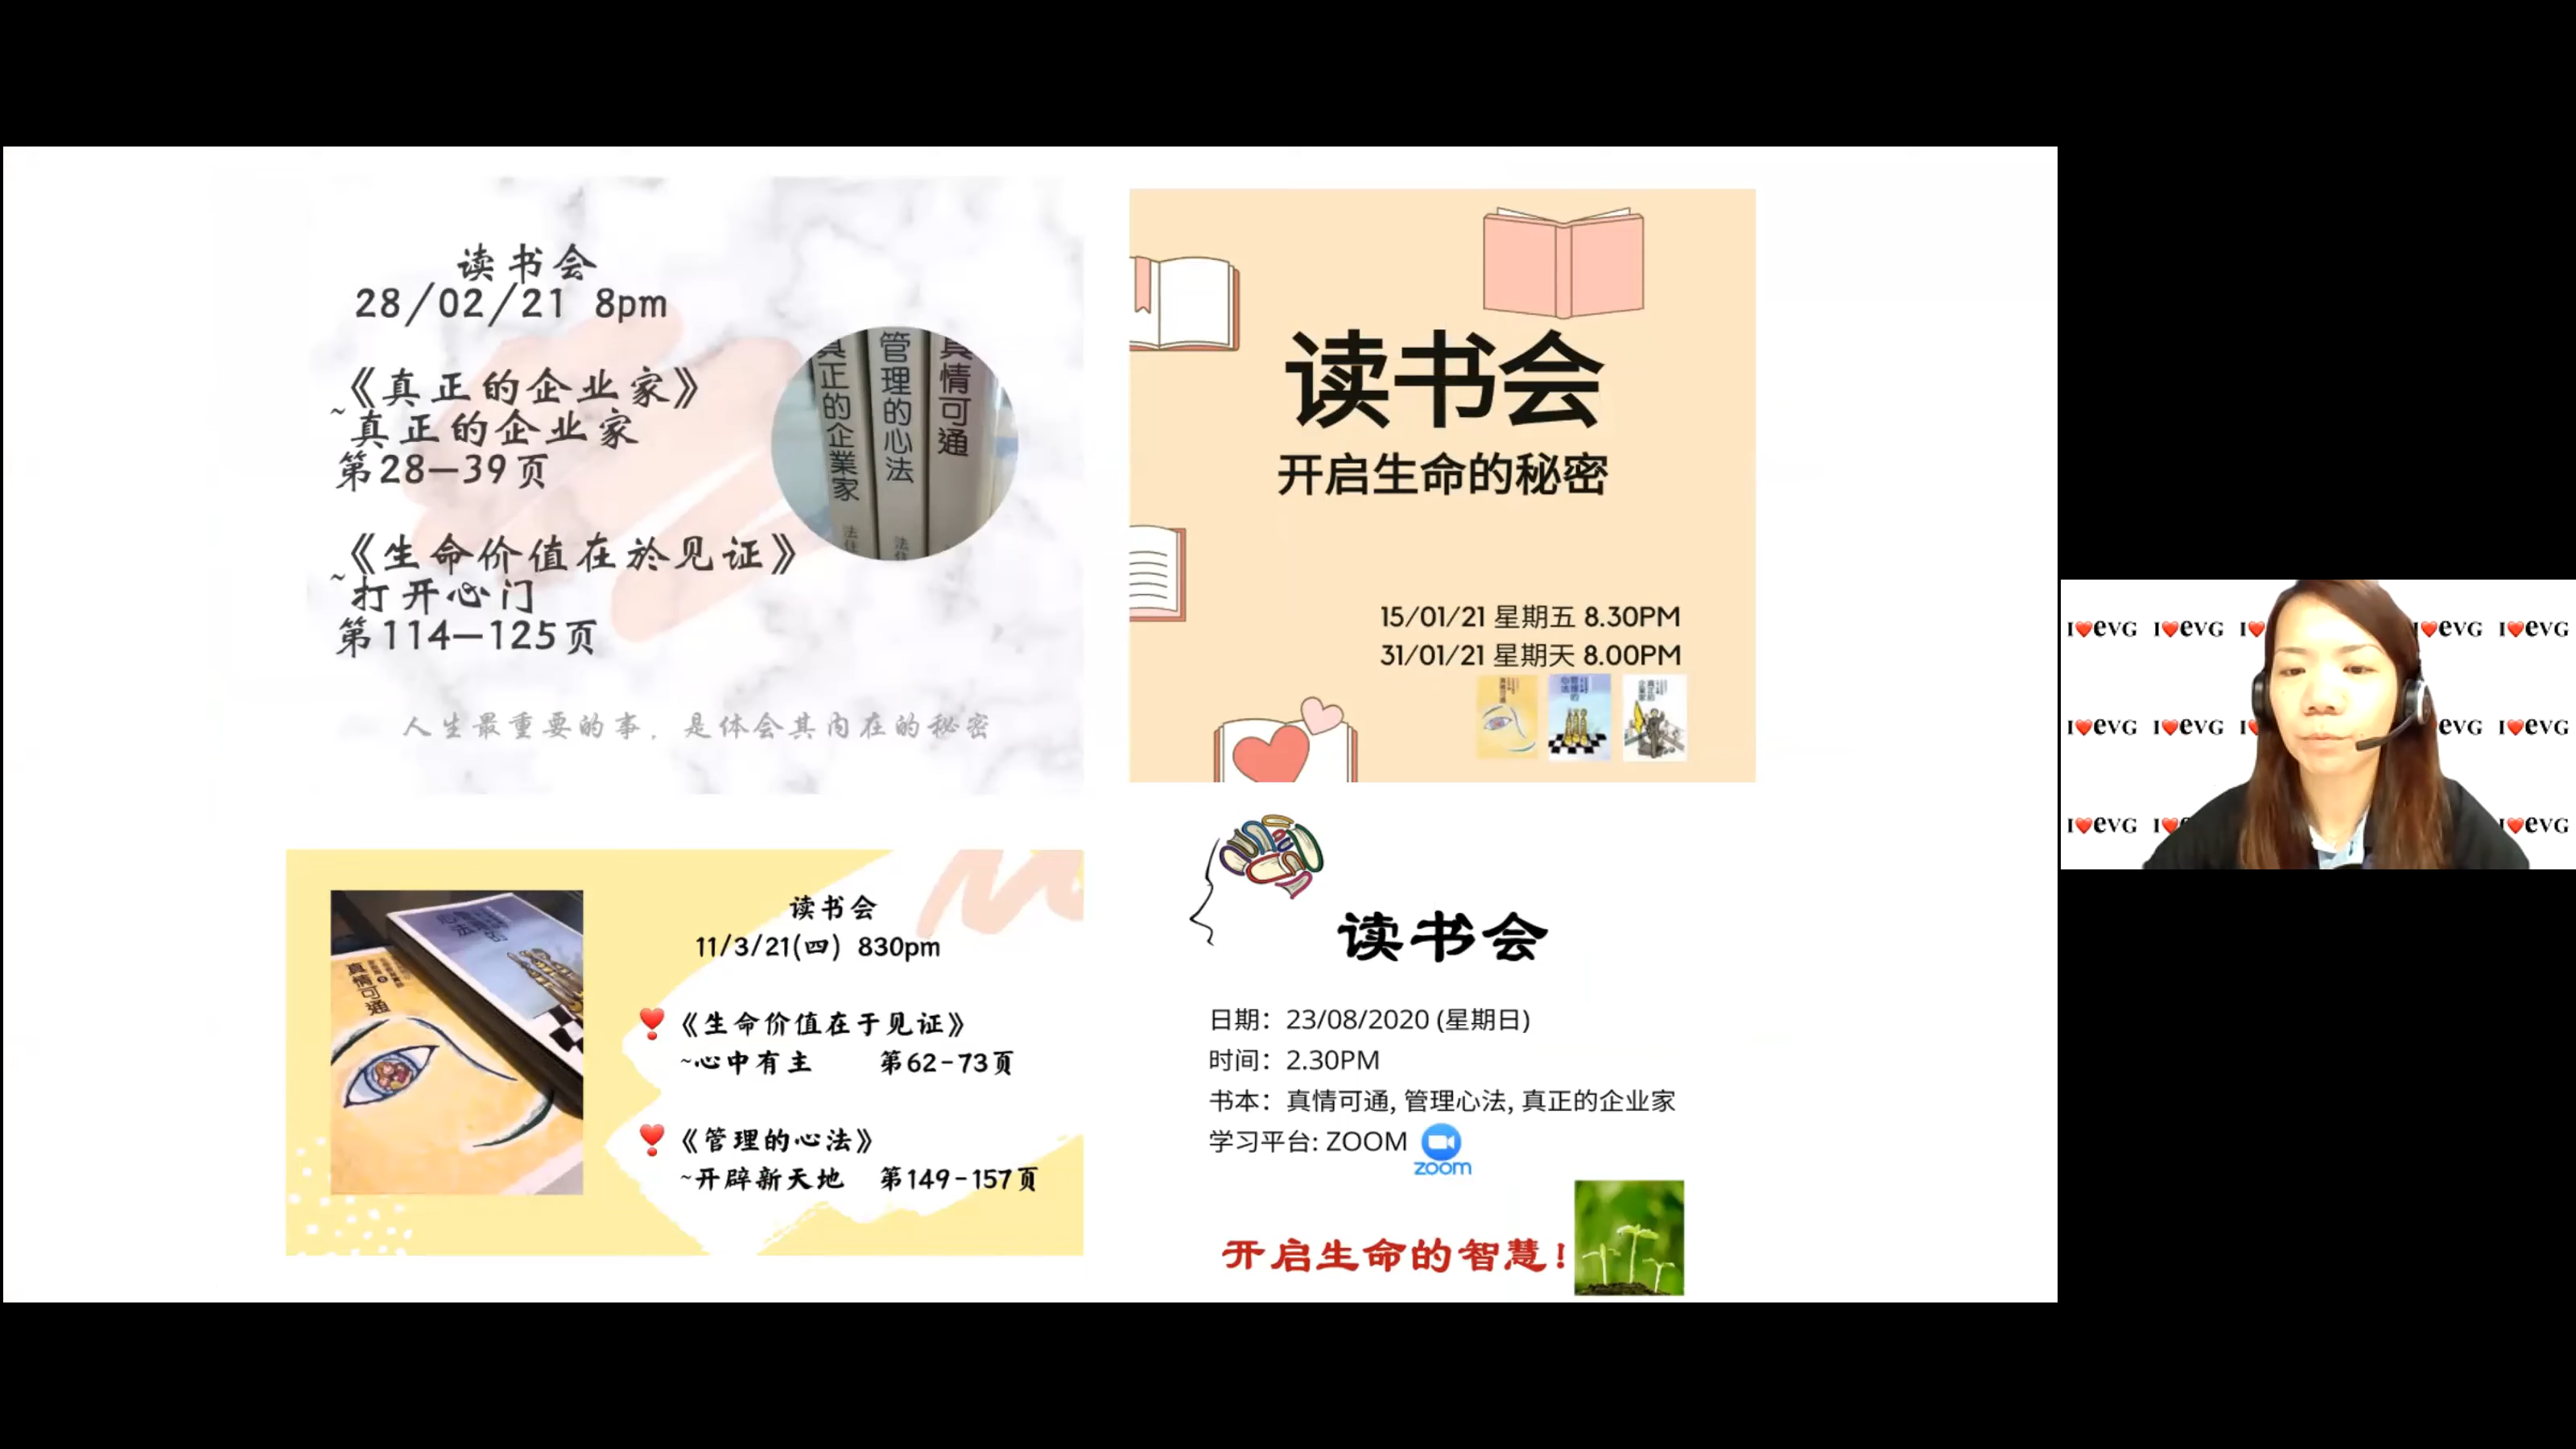 读书会
28/02/21 8pm
《真正的企业家》
~真正的企业家
第28—39页
《生命价值在於见证》
~打开心门
第114—125页
人生最重要的事，是体会其内在的秘密
正的企業家
管理的心法
情可通
读书会
开启生命的秘密
15/01/21 星期五 8.30PM
31/01/21 星期天 8.00PM
读书会
11/3/21(四) 830pm
《生命价值在于见证》
~心中有主 第62-73页
《管理的心法》
~开辟新天地 第149-157页
真情可通
读书会
日期：23/08/2020 (星期日)
时间：2.30PM
书本：真情可通, 管理心法, 真正的企业家
学习平台: ZOOM
zoom
开启生命的智慧！
I❤️eVG I❤️eVG I❤️ ❤️eVG I❤️eVG
I❤️eVG I❤️eVG I❤️ eVG I❤️eVG
I❤️eVG I❤️ I❤️eVG